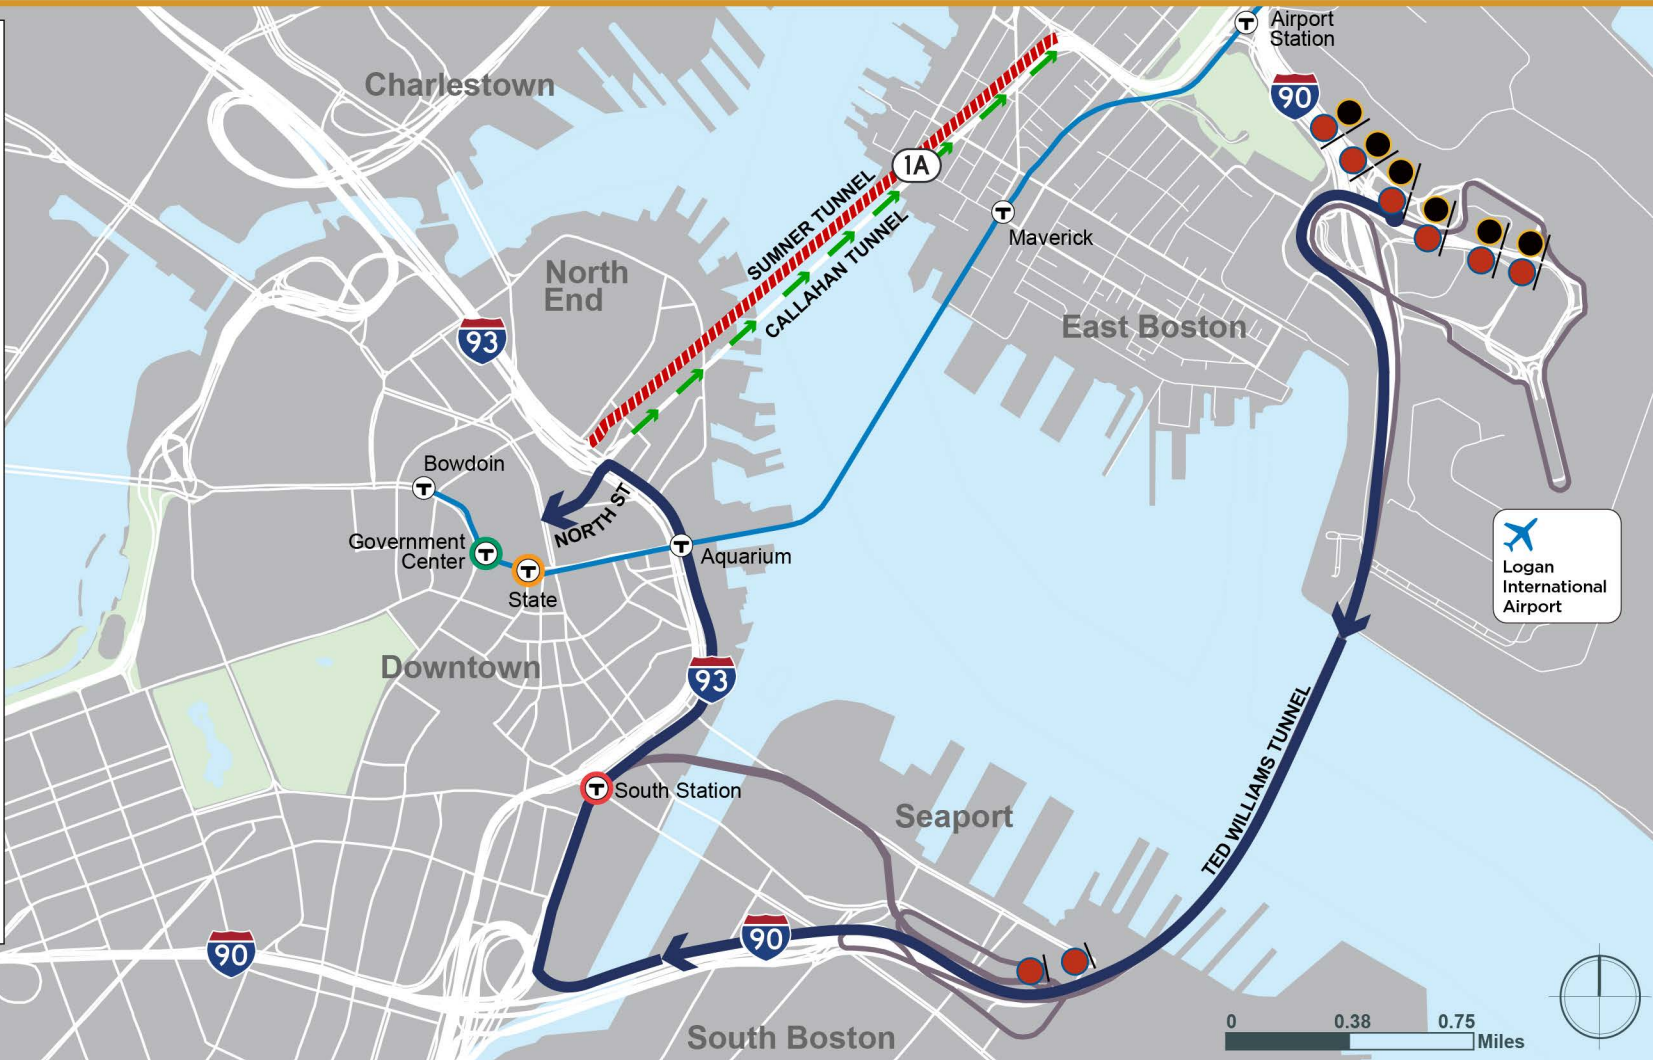 Airport
Station
Charlestown
90
1A
SUMNER TUNNEL
CALLAHAN TUNNEL
T
Maverick
North
End
East Boston
93
Bowdoin
T
NORTH ST
Government
Center
T
T
State
T
Aquarium
Logan
International
Airport
Downtown
93
TED WILLIAMS TUNNEL
T
South Station
Seaport
90
90
South Boston
0
0.38
0.75
Miles
T